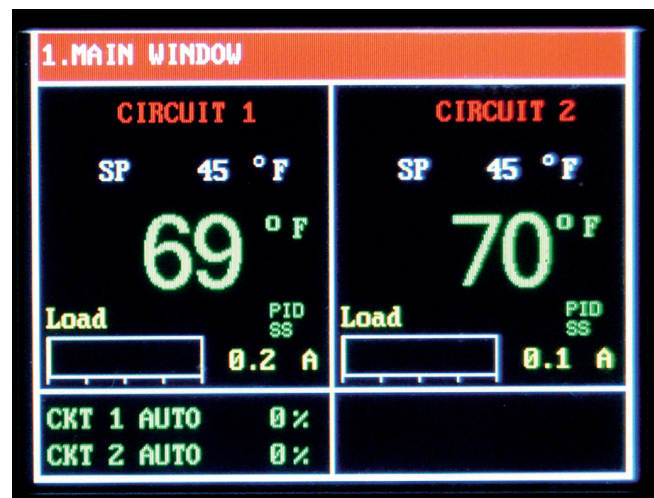 1.MAIN WINDOW
CIRCUIT 1
SP 45 °F
69 °F
Load PID
SS
0.2 A
CIRCUIT 2
SP 45 °F
70 °F
Load PID
SS
0.1 A
CKT 1 AUTO 0%
CKT 2 AUTO 0%